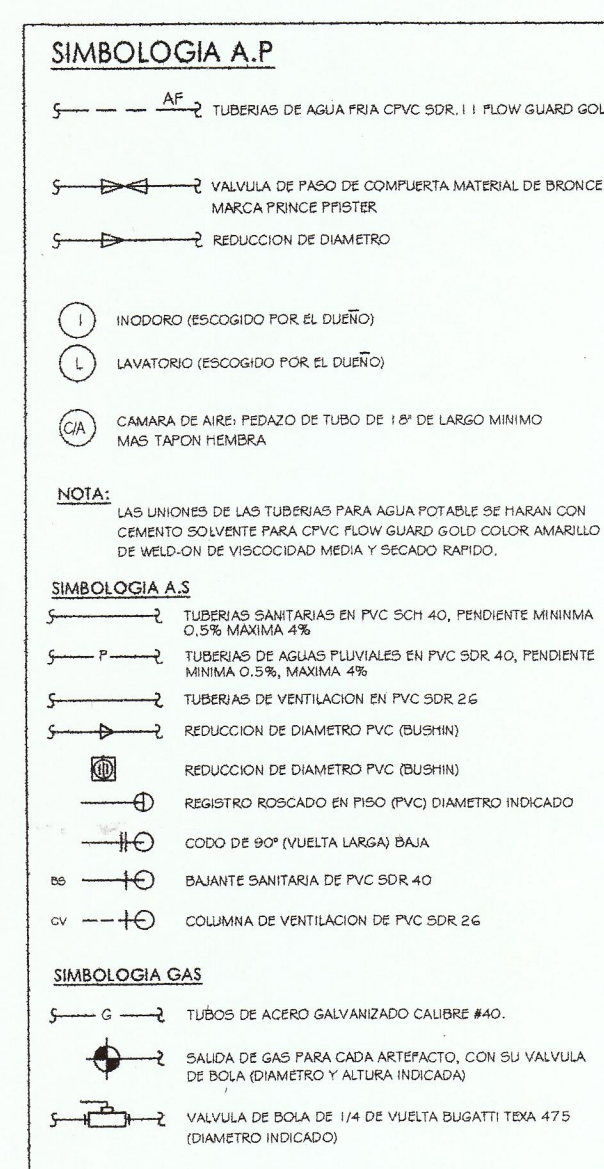 SIMBOLOGIA A.P
AF
TUBERIAS DE AGUA FRIA CPVC SDR. 11 FLOW GUARD GOL
VALVULA DE PASO DE COMPUERTA MATERIAL DE BRONCE
MARCA PRINCE PFISTER
REDUCCION DE DIAMETRO
I
INODORO (ESCOGIDO POR EL DUEÑO)
L
LAVATORIO (ESCOGIDO POR EL DUEÑO)
C/A
CAMARA DE AIRE: PEDAZO DE TUBO DE 18" DE LARGO MINIMO
MAS TAPON HEMBRA
NOTA:
LAS UNIONES DE LAS TUBERIAS PARA AGUA POTABLE SE HARAN CON
CEMENTO SOLVENTE PARA CPVC FLOW GUARD GOLD COLOR AMARILLO
DE WELD-ON DE VISCOCIDAD MEDIA Y SECADO RAPIDO.
SIMBOLOGIA A.S
TUBERIAS SANITARIAS EN PVC SCH 40, PENDIENTE MININMA
0.5% MAXIMA 4%
P
TUBERIAS DE AGUAS PLUVIALES EN PVC SDR 40, PENDIENTE
MINIMA 0.5%, MAXIMA 4%
TUBERIAS DE VENTILACION EN PVC SDR 26
REDUCCION DE DIAMETRO PVC (BUSHIN)
REDUCCION DE DIAMETRO PVC (BUSHIN)
REGISTRO ROSCADO EN PISO (PVC) DIAMETRO INDICADO
CODO DE 90° (VUELTA LARGA) BAJA
BS
BAJANTE SANITARIA DE PVC SDR 40
CV
COLUMNA DE VENTILACION DE PVC SDR 26
SIMBOLOGIA GAS
G
TUBOS DE ACERO GALVANIZADO CALIBRE #40.
SALIDA DE GAS PARA CADA ARTEFACTO, CON SU VALVULA
DE BOLA (DIAMETRO Y ALTURA INDICADA)
VALVULA DE BOLA DE 1/4 DE VUELTA BUGATTI TEXA 475
(DIAMETRO INDICADO)